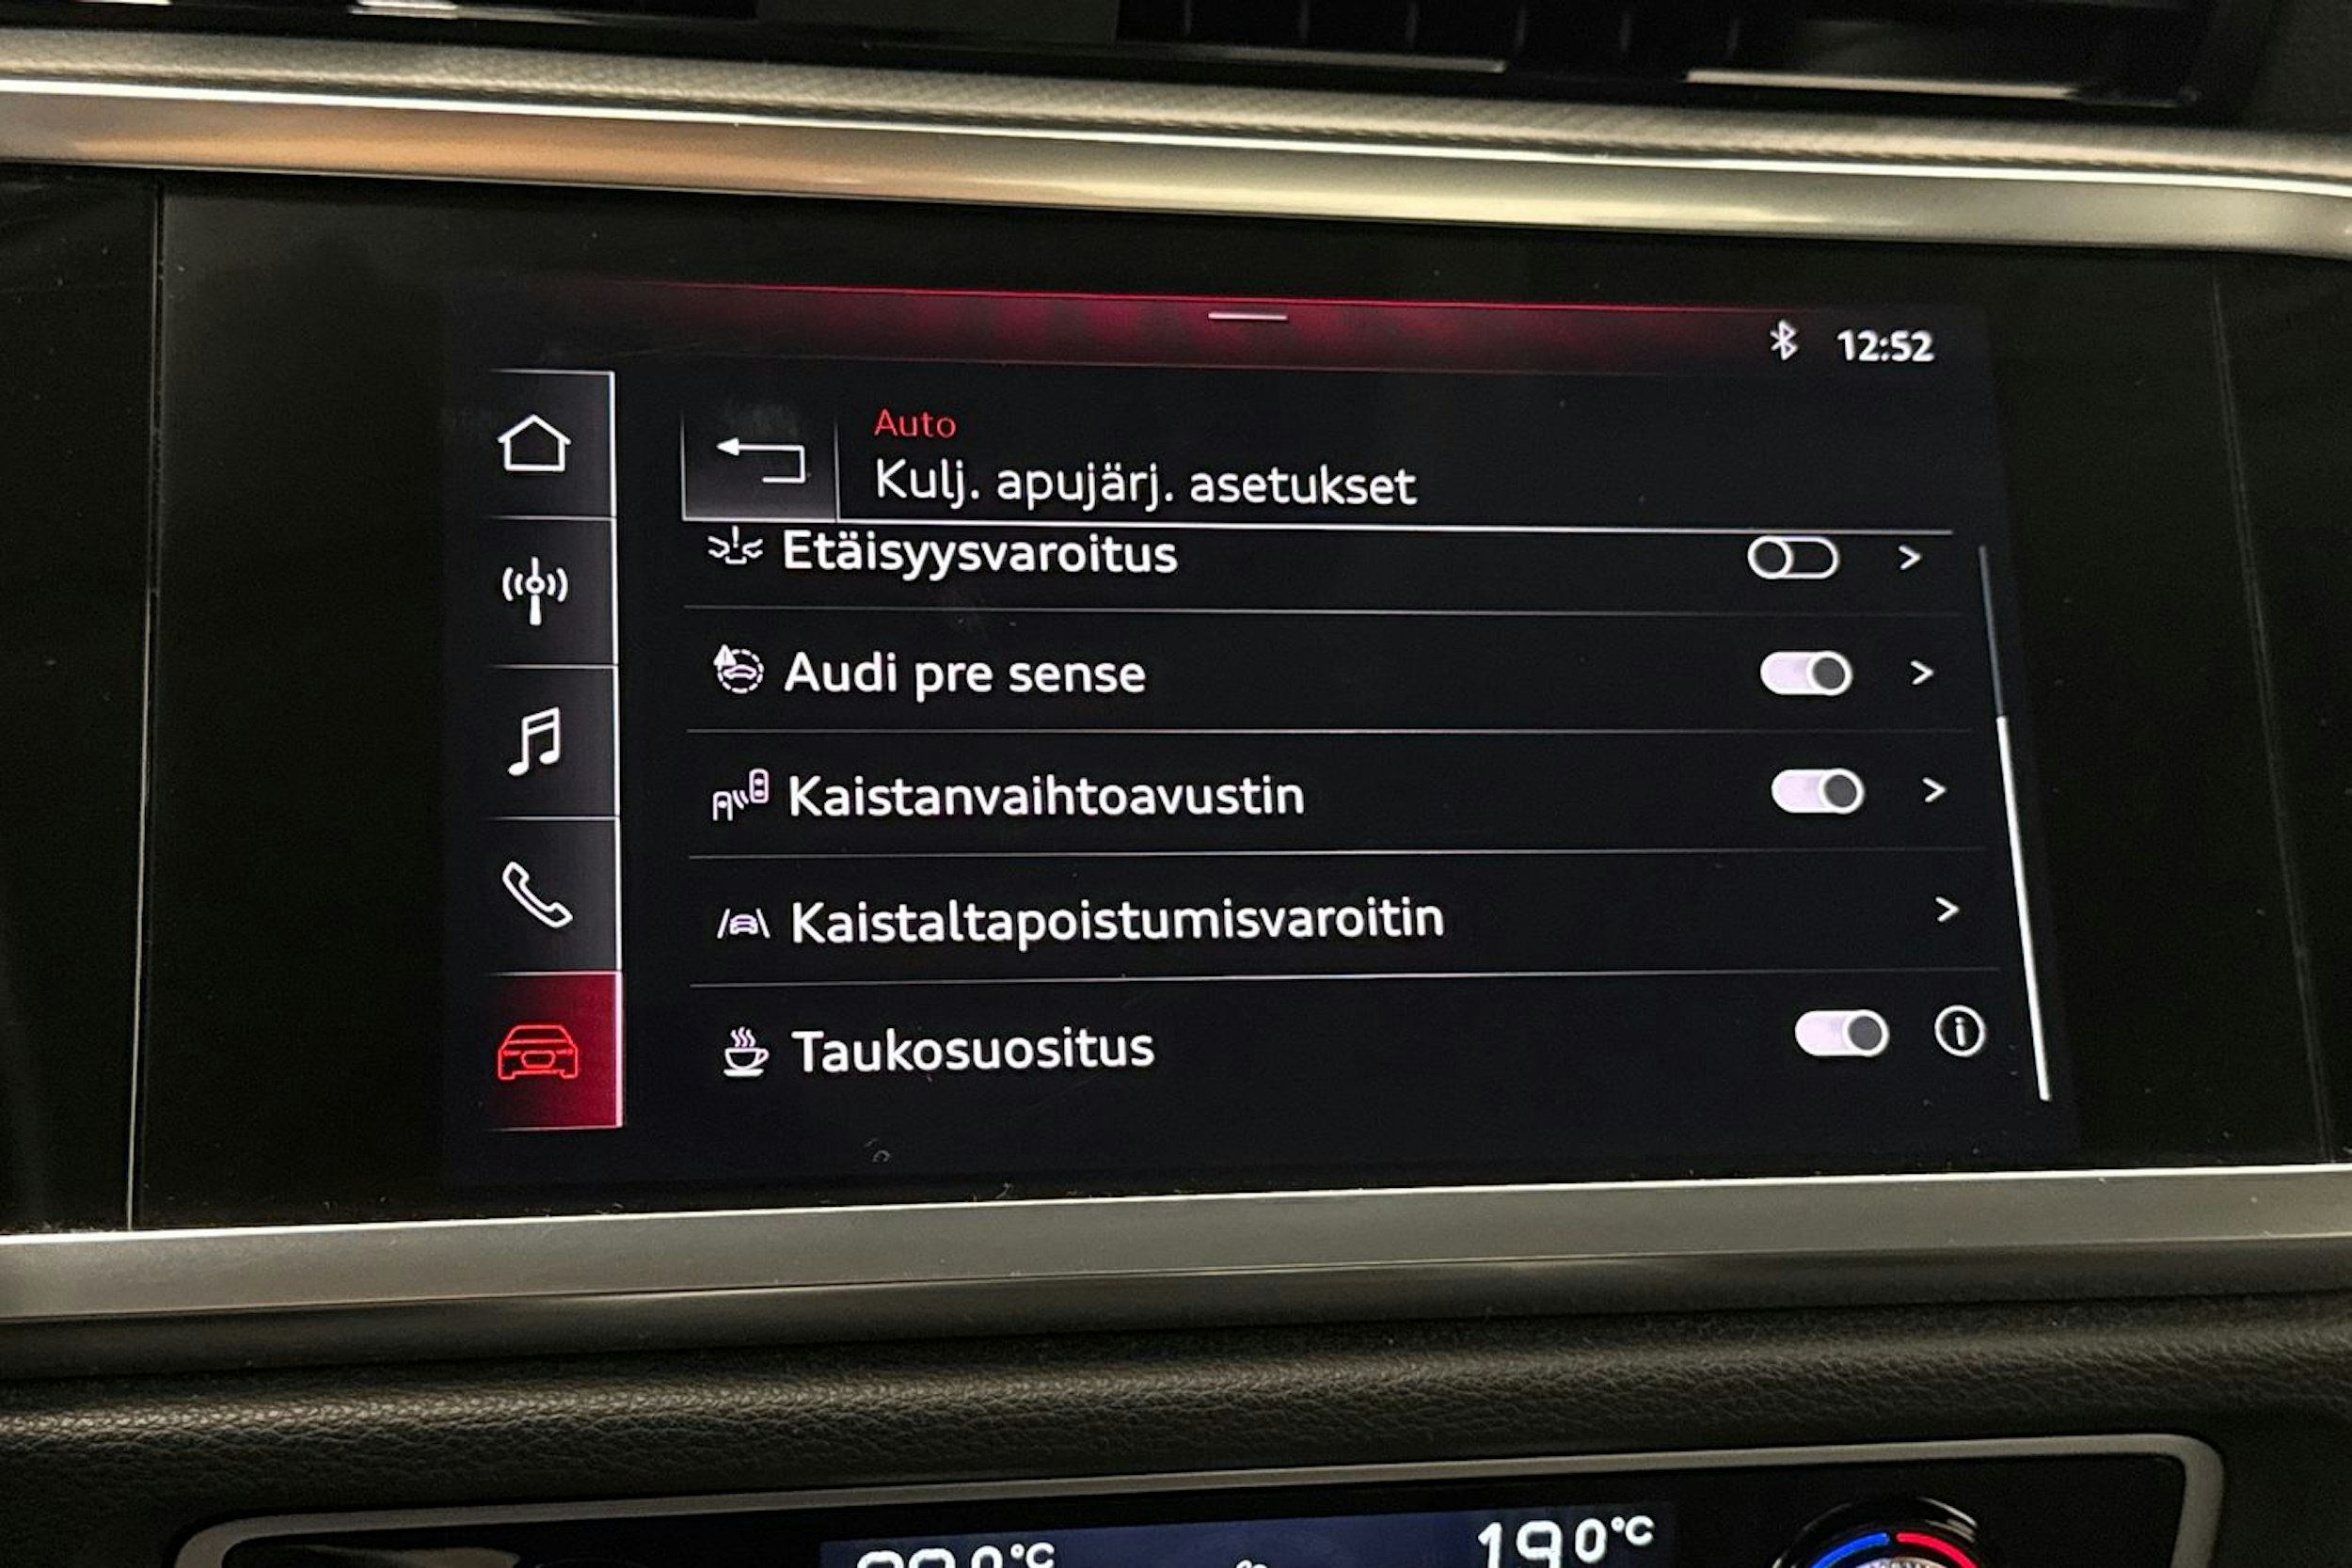 12:52
Auto
Kulj. apujärj. asetukset
Etäisyysvaroitus
Audi pre sense
Kaistanvaihtoavustin
Kaistaltapoistumisvaroitin
Taukosuositus
19.0°C